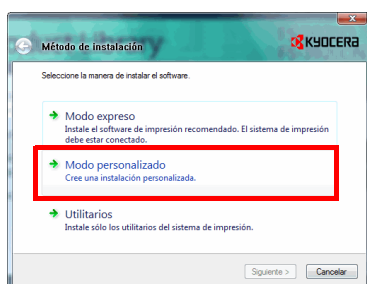 Método de instalación
KYOCERA
Seleccione la manera de instalar el software.
Modo expreso
Instale el software de impresión recomendado. El sistema de impresión
debe estar conectado.
Modo personalizado
Cree una instalación personalizada.
Utilitarios
Instale sólo los utilitarios del sistema de impresión.
Siguiente >
Cancelar